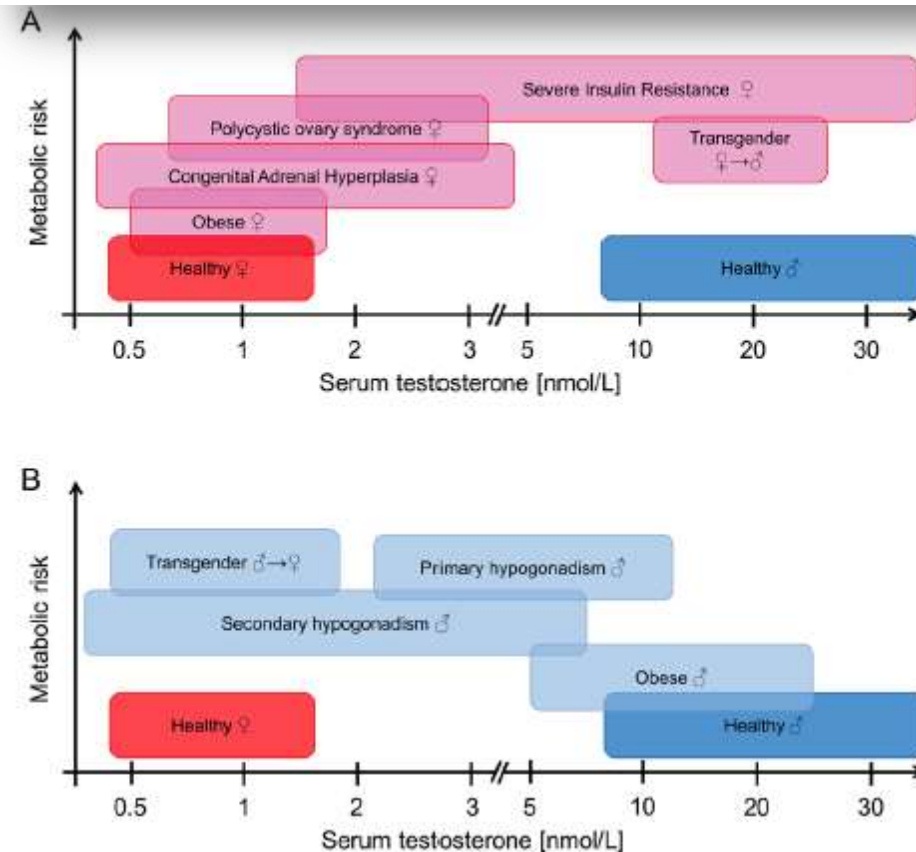 A
Metabolic risk
Severe Insulin Resistance ♀
Polycystic ovary syndrome ♀
Transgender
♀→♂
Congenital Adrenal Hyperplasia ♀
Obese ♀
Healthy ♀
Healthy ♂
0.5 1 2 3 5 10 20 30
Serum testosterone [nmol/L]
B
Metabolic risk
Transgender ♂→♀
Primary hypogonadism ♂
Secondary hypogonadism ♂
Obese ♂
Healthy ♀
Healthy ♂
0.5 1 2 3 5 10 20 30
Serum testosterone [nmol/L]